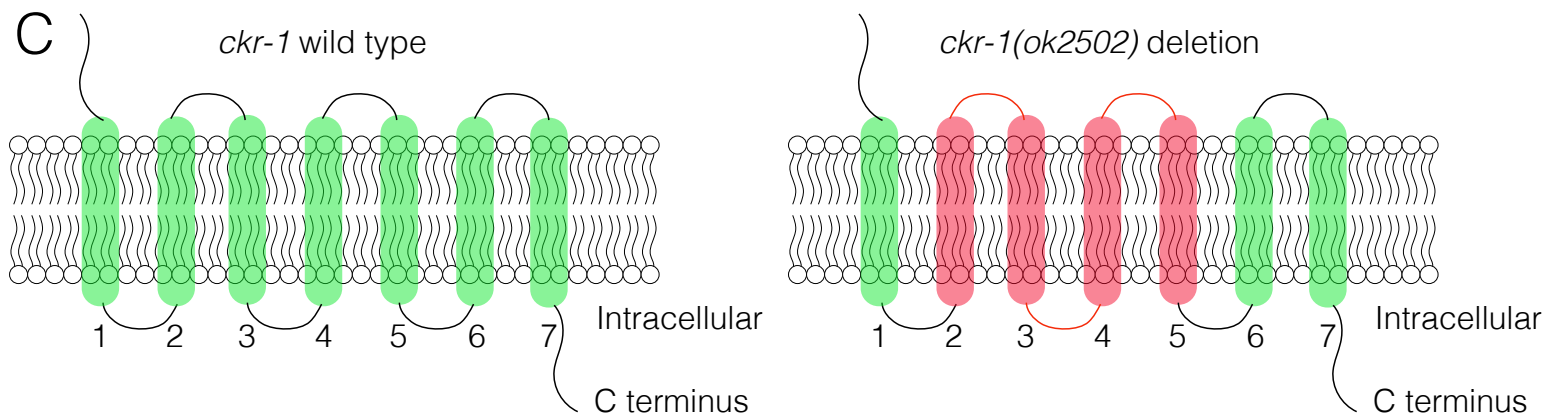 C
ckr-1 wild type
1 2 3 4 5 6 7
Intracellular
C terminus
ckr-1(ok2502) deletion
1 2 3 4 5 6 7
Intracellular
C terminus